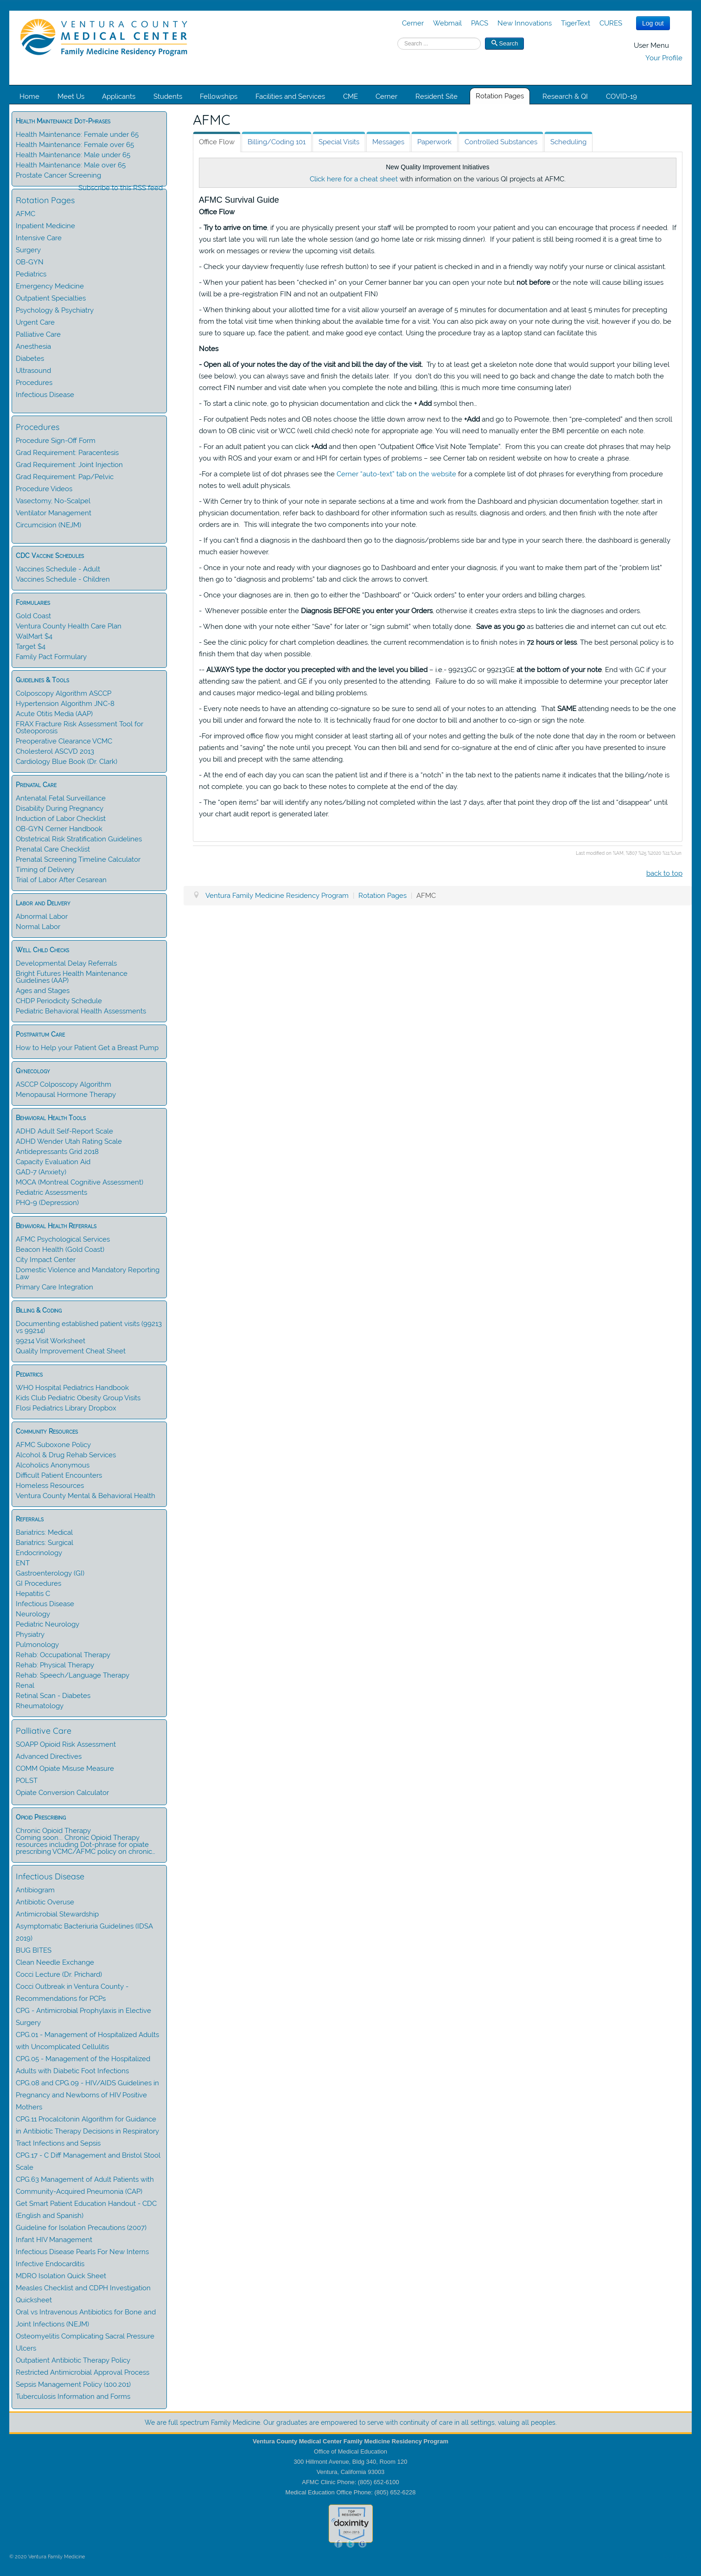 VENTURA COUNTY
MEDICAL CENTER
Family Medicine Residency Program
Cerner Webmail PACS New Innovations TigerText CURES
Log out
Search ...
Search
User Menu
Your Profile
Home Meet Us Applicants Students Fellowships Facilities and Services CME Cerner Resident Site Rotation Pages Research & QI COVID-19
Health Maintenance Dot-Phrases
Health Maintenance: Female under 65
Health Maintenance: Female over 65
Health Maintenance: Male under 65
Health Maintenance: Male over 65
Prostate Cancer Screening
Subscribe to this RSS feed
Rotation Pages
AFMC
Inpatient Medicine
Intensive Care
Surgery
OB-GYN
Pediatrics
Emergency Medicine
Outpatient Specialties
Psychology & Psychiatry
Urgent Care
Palliative Care
Anesthesia
Diabetes
Ultrasound
Procedures
Infectious Disease
Procedures
Procedure Sign-Off Form
Grad Requirement: Paracentesis
Grad Requirement: Joint Injection
Grad Requirement: Pap/Pelvic
Procedure Videos
Vasectomy, No-Scalpel
Ventilator Management
Circumcision (NEJM)
CDC Vaccine Schedules
Vaccines Schedule - Adult
Vaccines Schedule - Children
Formularies
Gold Coast
Ventura County Health Care Plan
WalMart $4
Target $4
Family Pact Formulary
Guidelines & Tools
Colposcopy Algorithm ASCCP
Hypertension Algorithm JNC-8
Acute Otitis Media (AAP)
FRAX Fracture Risk Assessment Tool for
Osteoporosis
Preoperative Clearance VCMC
Cholesterol ASCVD 2013
Cardiology Blue Book (Dr. Clark)
Prenatal Care
Antenatal Fetal Surveillance
Disability During Pregnancy
Induction of Labor Checklist
OB-GYN Cerner Handbook
Obstetrical Risk Stratification Guidelines
Prenatal Care Checklist
Prenatal Screening Timeline Calculator
Timing of Delivery
Trial of Labor After Cesarean
Labor and Delivery
Abnormal Labor
Normal Labor
Well Child Checks
Developmental Delay Referrals
Bright Futures Health Maintenance
Guidelines (AAP)
Ages and Stages
CHDP Periodicity Schedule
Pediatric Behavioral Health Assessments
Postpartum Care
How to Help your Patient Get a Breast Pump
Gynecology
ASCCP Colposcopy Algorithm
Menopausal Hormone Therapy
Behavioral Health Tools
ADHD Adult Self-Report Scale
ADHD Wender Utah Rating Scale
Antidepressants Grid 2018
Capacity Evaluation Aid
GAD-7 (Anxiety)
MOCA (Montreal Cognitive Assessment)
Pediatric Assessments
PHQ-9 (Depression)
Behavioral Health Referrals
AFMC Psychological Services
Beacon Health (Gold Coast)
City Impact Center
Domestic Violence and Mandatory Reporting
Law
Primary Care Integration
Billing & Coding
Documenting established patient visits (99213
vs 99214)
99214 Visit Worksheet
Quality Improvement Cheat Sheet
Pediatrics
WHO Hospital Pediatrics Handbook
Kids Club Pediatric Obesity Group Visits
Flosi Pediatrics Library Dropbox
Community Resources
AFMC Suboxone Policy
Alcohol & Drug Rehab Services
Alcoholics Anonymous
Difficult Patient Encounters
Homeless Resources
Ventura County Mental & Behavioral Health
Referrals
Bariatrics: Medical
Bariatrics: Surgical
Endocrinology
ENT
Gastroenterology (GI)
GI Procedures
Hepatitis C
Infectious Disease
Neurology
Pediatric Neurology
Physiatry
Pulmonology
Rehab: Occupational Therapy
Rehab: Physical Therapy
Rehab: Speech/Language Therapy
Renal
Retinal Scan - Diabetes
Rheumatology
Palliative Care
SOAPP Opioid Risk Assessment
Advanced Directives
COMM Opiate Misuse Measure
POLST
Opiate Conversion Calculator
Opioid Prescribing
Chronic Opioid Therapy
Coming soon... Chronic Opioid Therapy
resources including Dot-phrase for opiate
prescribing VCMC/AFMC policy on chronic...
Infectious Disease
Antibiogram
Antibiotic Overuse
Antimicrobial Stewardship
Asymptomatic Bacteriuria Guidelines (IDSA
2019)
BUG BITES
Clean Needle Exchange
Cocci Lecture (Dr. Prichard)
Cocci Outbreak in Ventura County -
Recommendations for PCPs
CPG - Antimicrobial Prophylaxis in Elective
Surgery
CPG.01 - Management of Hospitalized Adults
with Uncomplicated Cellulitis
CPG.05 - Management of the Hospitalized
Adults with Diabetic Foot Infections
CPG.08 and CPG.09 - HIV/AIDS Guidelines in
Pregnancy and Newborns of HIV Positive
Mothers
CPG.11 Procalcitonin Algorithm for Guidance
in Antibiotic Therapy Decisions in Respiratory
Tract Infections and Sepsis
CPG.17 - C Diff Management and Bristol Stool
Scale
CPG.63 Management of Adult Patients with
Community-Acquired Pneumonia (CAP)
Get Smart Patient Education Handout - CDC
(English and Spanish)
Guideline for Isolation Precautions (2007)
Infant HIV Management
Infectious Disease Pearls For New Interns
Infective Endocarditis
MDRO Isolation Quick Sheet
Measles Checklist and CDPH Investigation
Quicksheet
Oral vs Intravenous Antibiotics for Bone and
Joint Infections (NEJM)
Osteomyelitis Complicating Sacral Pressure
Ulcers
Outpatient Antibiotic Therapy Policy
Restricted Antimicrobial Approval Process
Sepsis Management Policy (100.201)
Tuberculosis Information and Forms
AFMC
Office Flow Billing/Coding 101 Special Visits Messages Paperwork Controlled Substances Scheduling
New Quality Improvement Initiatives
Click here for a cheat sheet with information on the various QI projects at AFMC.
AFMC Survival Guide
Office Flow
- Try to arrive on time, if you are physically present your staff will be prompted to room your patient and you can encourage that if needed. If you start late you will run late the whole session (and go home late or risk missing dinner). If your patient is still being roomed it is a great time to work on messages or review the upcoming visit details.
- Check your dayview frequently (use refresh button) to see if your patient is checked in and in a friendly way notify your nurse or clinical assistant.
- When your patient has been "checked in" on your Cerner banner bar you can open your note but not before or the note will cause billing issues (will be a pre-registration FIN and not an outpatient FIN)
- When thinking about your allotted time for a visit allow yourself an average of 5 minutes for documentation and at least 5 minutes for precepting from the total visit time when thinking about the available time for a visit. You can also pick away on your note during the visit, however if you do, be sure to square up, face the patient, and make good eye contact. Using the procedure tray as a laptop stand can facilitate this.
Notes
- Open all of your notes the day of the visit and bill the day of the visit. Try to at least get a skeleton note done that would support your billing level (see below), you can always easily unsign and finish/save and fill in the details later. If you don't do this you will need to go back and change the date to match both the correct FIN number and visit date when you complete the note and billing, (this is much more time consuming later)
- To start a clinic note, go to physician documentation and click the + Add symbol then...
- For outpatient Peds notes and OB notes choose the little down arrow next to the +Add and go to Powernote, then "pre-completed" and then scroll down to OB clinic visit or WCC (well child check) note for appropriate age. You will need to manually enter the BMI percentile on each note.
- For an adult patient you can click +Add and then open "Outpatient Office Visit Note Template". From this you can create dot phrases that may help you with ROS and your exam or and HPI for certain types of problems – see Cerner tab on resident website on how to create a .phrase.
-For a complete list of dot phrases see the Cerner "auto-text" tab on the website for a complete list of dot phrases for everything from procedure notes to well adult physicals.
- With Cerner try to think of your note in separate sections at a time and work from the Dashboard and physician documentation together, start with physician documentation, refer back to dashboard for other information such as results, diagnosis and orders, and then finish with the note after orders are in. This will integrate the two components into your note.
- If you can't find a diagnosis in the dashboard then go to the diagnosis/problems side bar and type in your search there, but the dashboard is generally much easier however.
- Once in your note and ready with your diagnoses go to Dashboard and enter your diagnosis, if you want to make them part of the "problem list" then go to "diagnosis and problems" tab and click the arrows to convert.
- Once your diagnoses are in, then go to either the "Dashboard" or "Quick orders" to enter your orders and billing charges.
- Whenever possible enter the Diagnosis BEFORE you enter your Orders, otherwise it creates extra steps to link the diagnoses and orders.
- When done with your note either "Save" for later or "sign submit" when totally done. Save as you go as batteries die and internet can cut out etc.
- See the clinic policy for chart completion deadlines, the core recommendation is to finish notes in 72 hours or less. The best personal policy is to finish them that day when everything is still fresh.
-- ALWAYS type the doctor you precepted with and the level you billed – i.e.- 99213GC or 99213GE at the bottom of your note. End with GC if your attending saw the patient, and GE if you only presented to the attending. Failure to do so will make it impossible to determine your preceptor later and causes major medico-legal and billing problems.
- Every note needs to have an attending co-signature so be sure to send all of your notes to an attending. That SAME attending needs to be the one you bill under and forward the note to. It is technically fraud for one doctor to bill and another to co-sign or sign the note.
-For improved office flow you might consider at least starting all of your notes and then getting the bulk of the note done that day in the room or between patients and "saving" the note until you precept. You can then bill and send for co-signature at the end of clinic after you have precepted to insure you bill and precept with the same attending.
- At the end of each day you can scan the patient list and if there is a "notch" in the tab next to the patients name it indicates that the billing/note is not complete, you can go back to these notes to complete at the end of the day.
- The "open items" bar will identify any notes/billing not completed within the last 7 days, after that point they drop off the list and "disappear" until your chart audit report is generated later.
back to top
Ventura Family Medicine Residency Program | Rotation Pages | AFMC
We are full spectrum Family Medicine. Our graduates are empowered to serve with continuity of care in all settings, valuing all peoples.
Ventura County Medical Center Family Medicine Residency Program
Office of Medical Education
300 Hillmont Avenue, Bldg 340, Room 120
Ventura, California 93003
AFMC Clinic Phone: (805) 652-6100
Medical Education Office Phone: (805) 652-6228
doximity
© 2020 Ventura Family Medicine